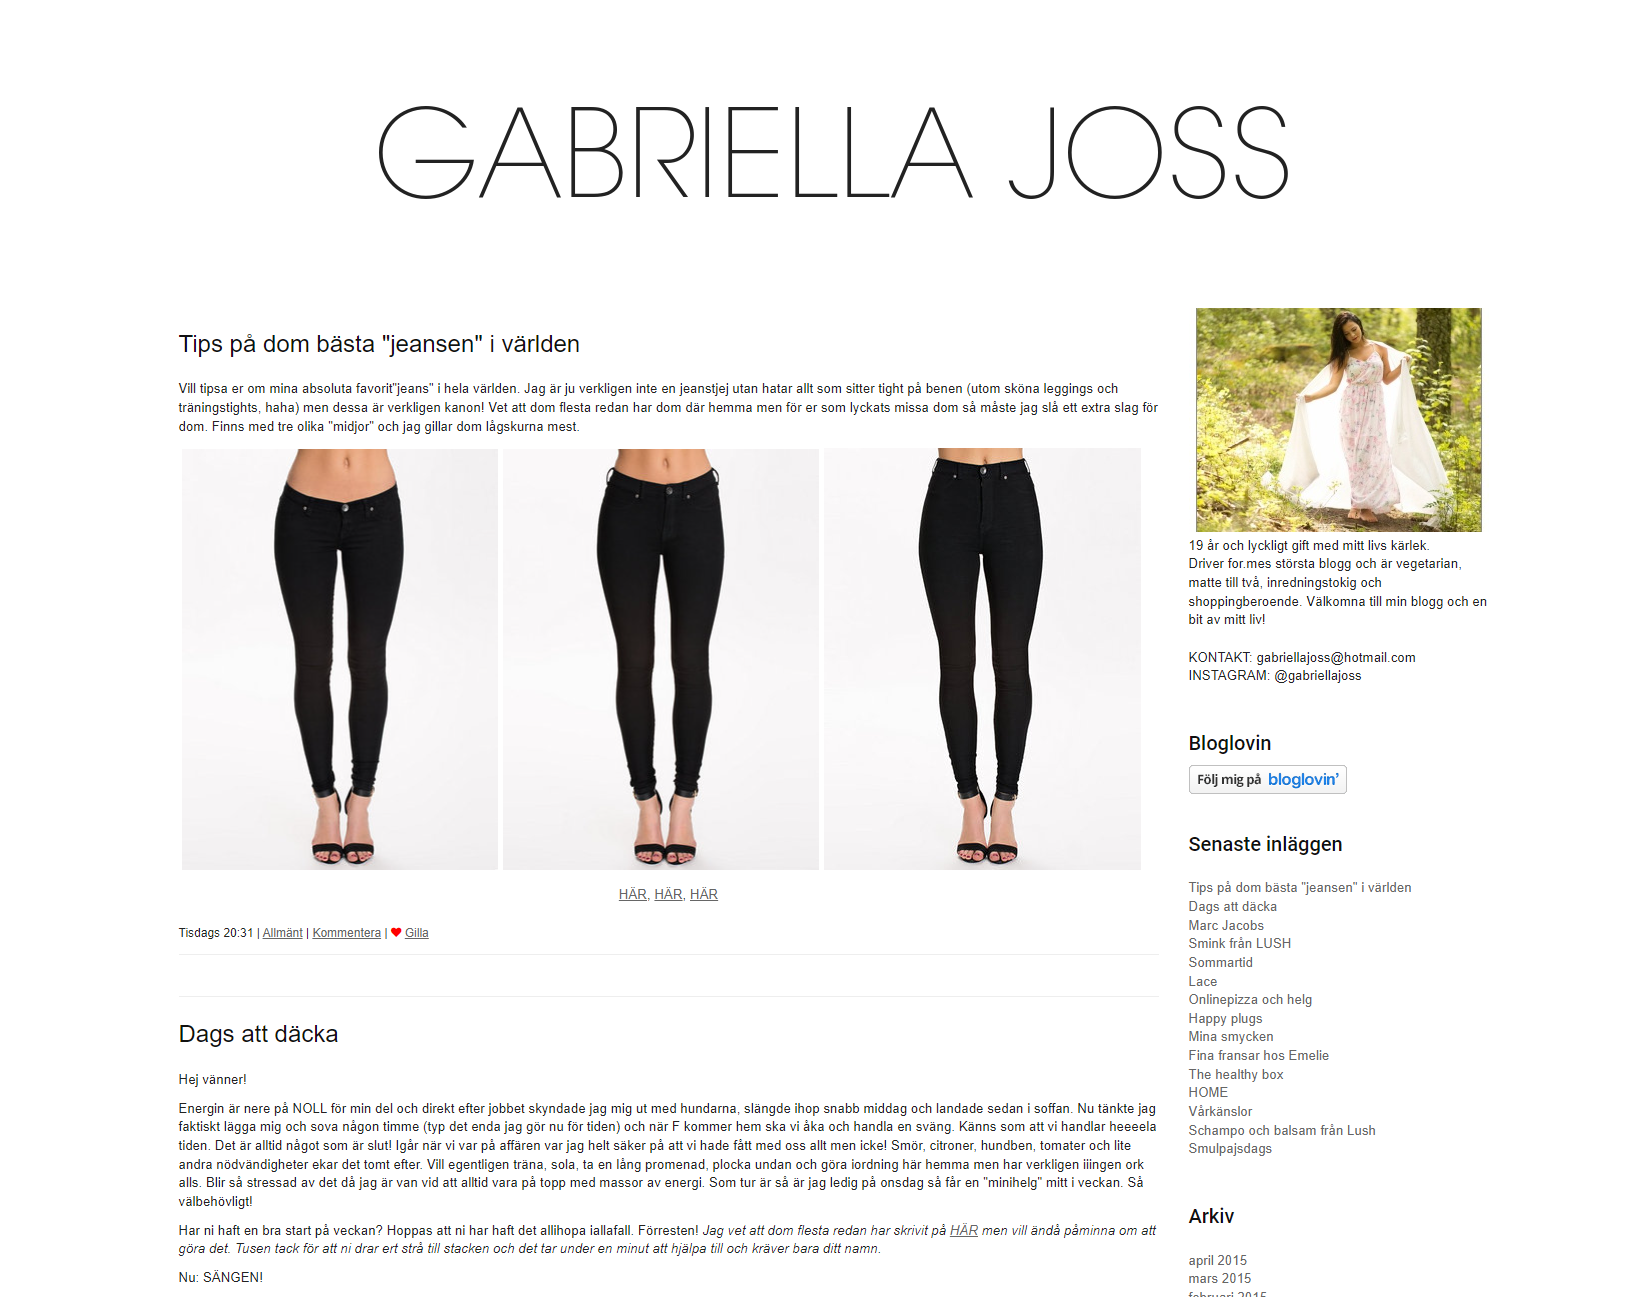 GABRIELLA JOSS
Tips på dom bästa "jeansen" i världen
Vill tipsa er om mina absoluta favorit"jeans" i hela världen. Jag är ju verkligen inte en jeanstjej utan hatar allt som sitter tight på benen (utom sköna leggings och
träningstights, haha) men dessa är verkligen kanon! Vet att dom flesta redan har dom där hemma men för er som lyckats missa dom så måste jag slå ett extra slag för
dom. Finns med tre olika "midjor" och jag gillar dom lågskurna mest.
HÄR, HÄR, HÄR
Tisdags 20:31 | Allmänt | Kommentera | Gilla
Dags att däcka
Hej vänner!
Energin är nere på NOLL för min del och direkt efter jobbet skyndade jag mig ut med hundarna, slängde ihop snabb middag och landade sedan i soffan. Nu tänkte jag
faktiskt lägga mig och sova någon timme (typ det enda jag gör nu för tiden) och när F kommer hem ska vi åka och handla en sväng. Känns som att vi handlar heeeela
tiden. Det är alltid något som är slut! Igår när vi var på affären var jag helt säker på att vi hade fått med oss allt men icke! Smör, citroner, hundben, tomater och lite
andra nödvändigheter ekar det tomt efter. Vill egentligen träna, sola, ta en lång promenad, plocka undan och göra iordning här hemma men har verkligen iiingen ork
alls. Blir så stressad av det då jag är van vid att alltid vara på topp med massor av energi. Som tur är så är jag ledig på onsdag så får en "minihelg" mitt i veckan. Så
välbehövligt!
Har ni haft en bra start på veckan? Hoppas att ni har haft det allihopa iallafall. Förresten! Jag vet att dom flesta redan har skrivit på HÄR men vill ändå påminna om att
göra det. Tusen tack för att ni drar ert strå till stacken och det tar under en minut att hjälpa till och kräver bara ditt namn.
Nu: SÄNGEN!
19 år och lyckligt gift med mitt livs kärlek.
Driver for.mes största blogg och är vegetarian,
matte till två, inredningstokig och
shoppingberoende. Välkomna till min blogg och en
bit av mitt liv!
KONTAKT: gabriellajoss@hotmail.com
INSTAGRAM: @gabriellajoss
Bloglovin
Följ mig på bloglovin'
Senaste inläggen
Tips på dom bästa "jeansen" i världen
Dags att däcka
Marc Jacobs
Smink från LUSH
Sommartid
Lace
Onlinepizza och helg
Happy plugs
Mina smycken
Fina fransar hos Emelie
The healthy box
HOME
Vårkänslor
Schampo och balsam från Lush
Smulpajsdags
Arkiv
april 2015
mars 2015
februari 2015